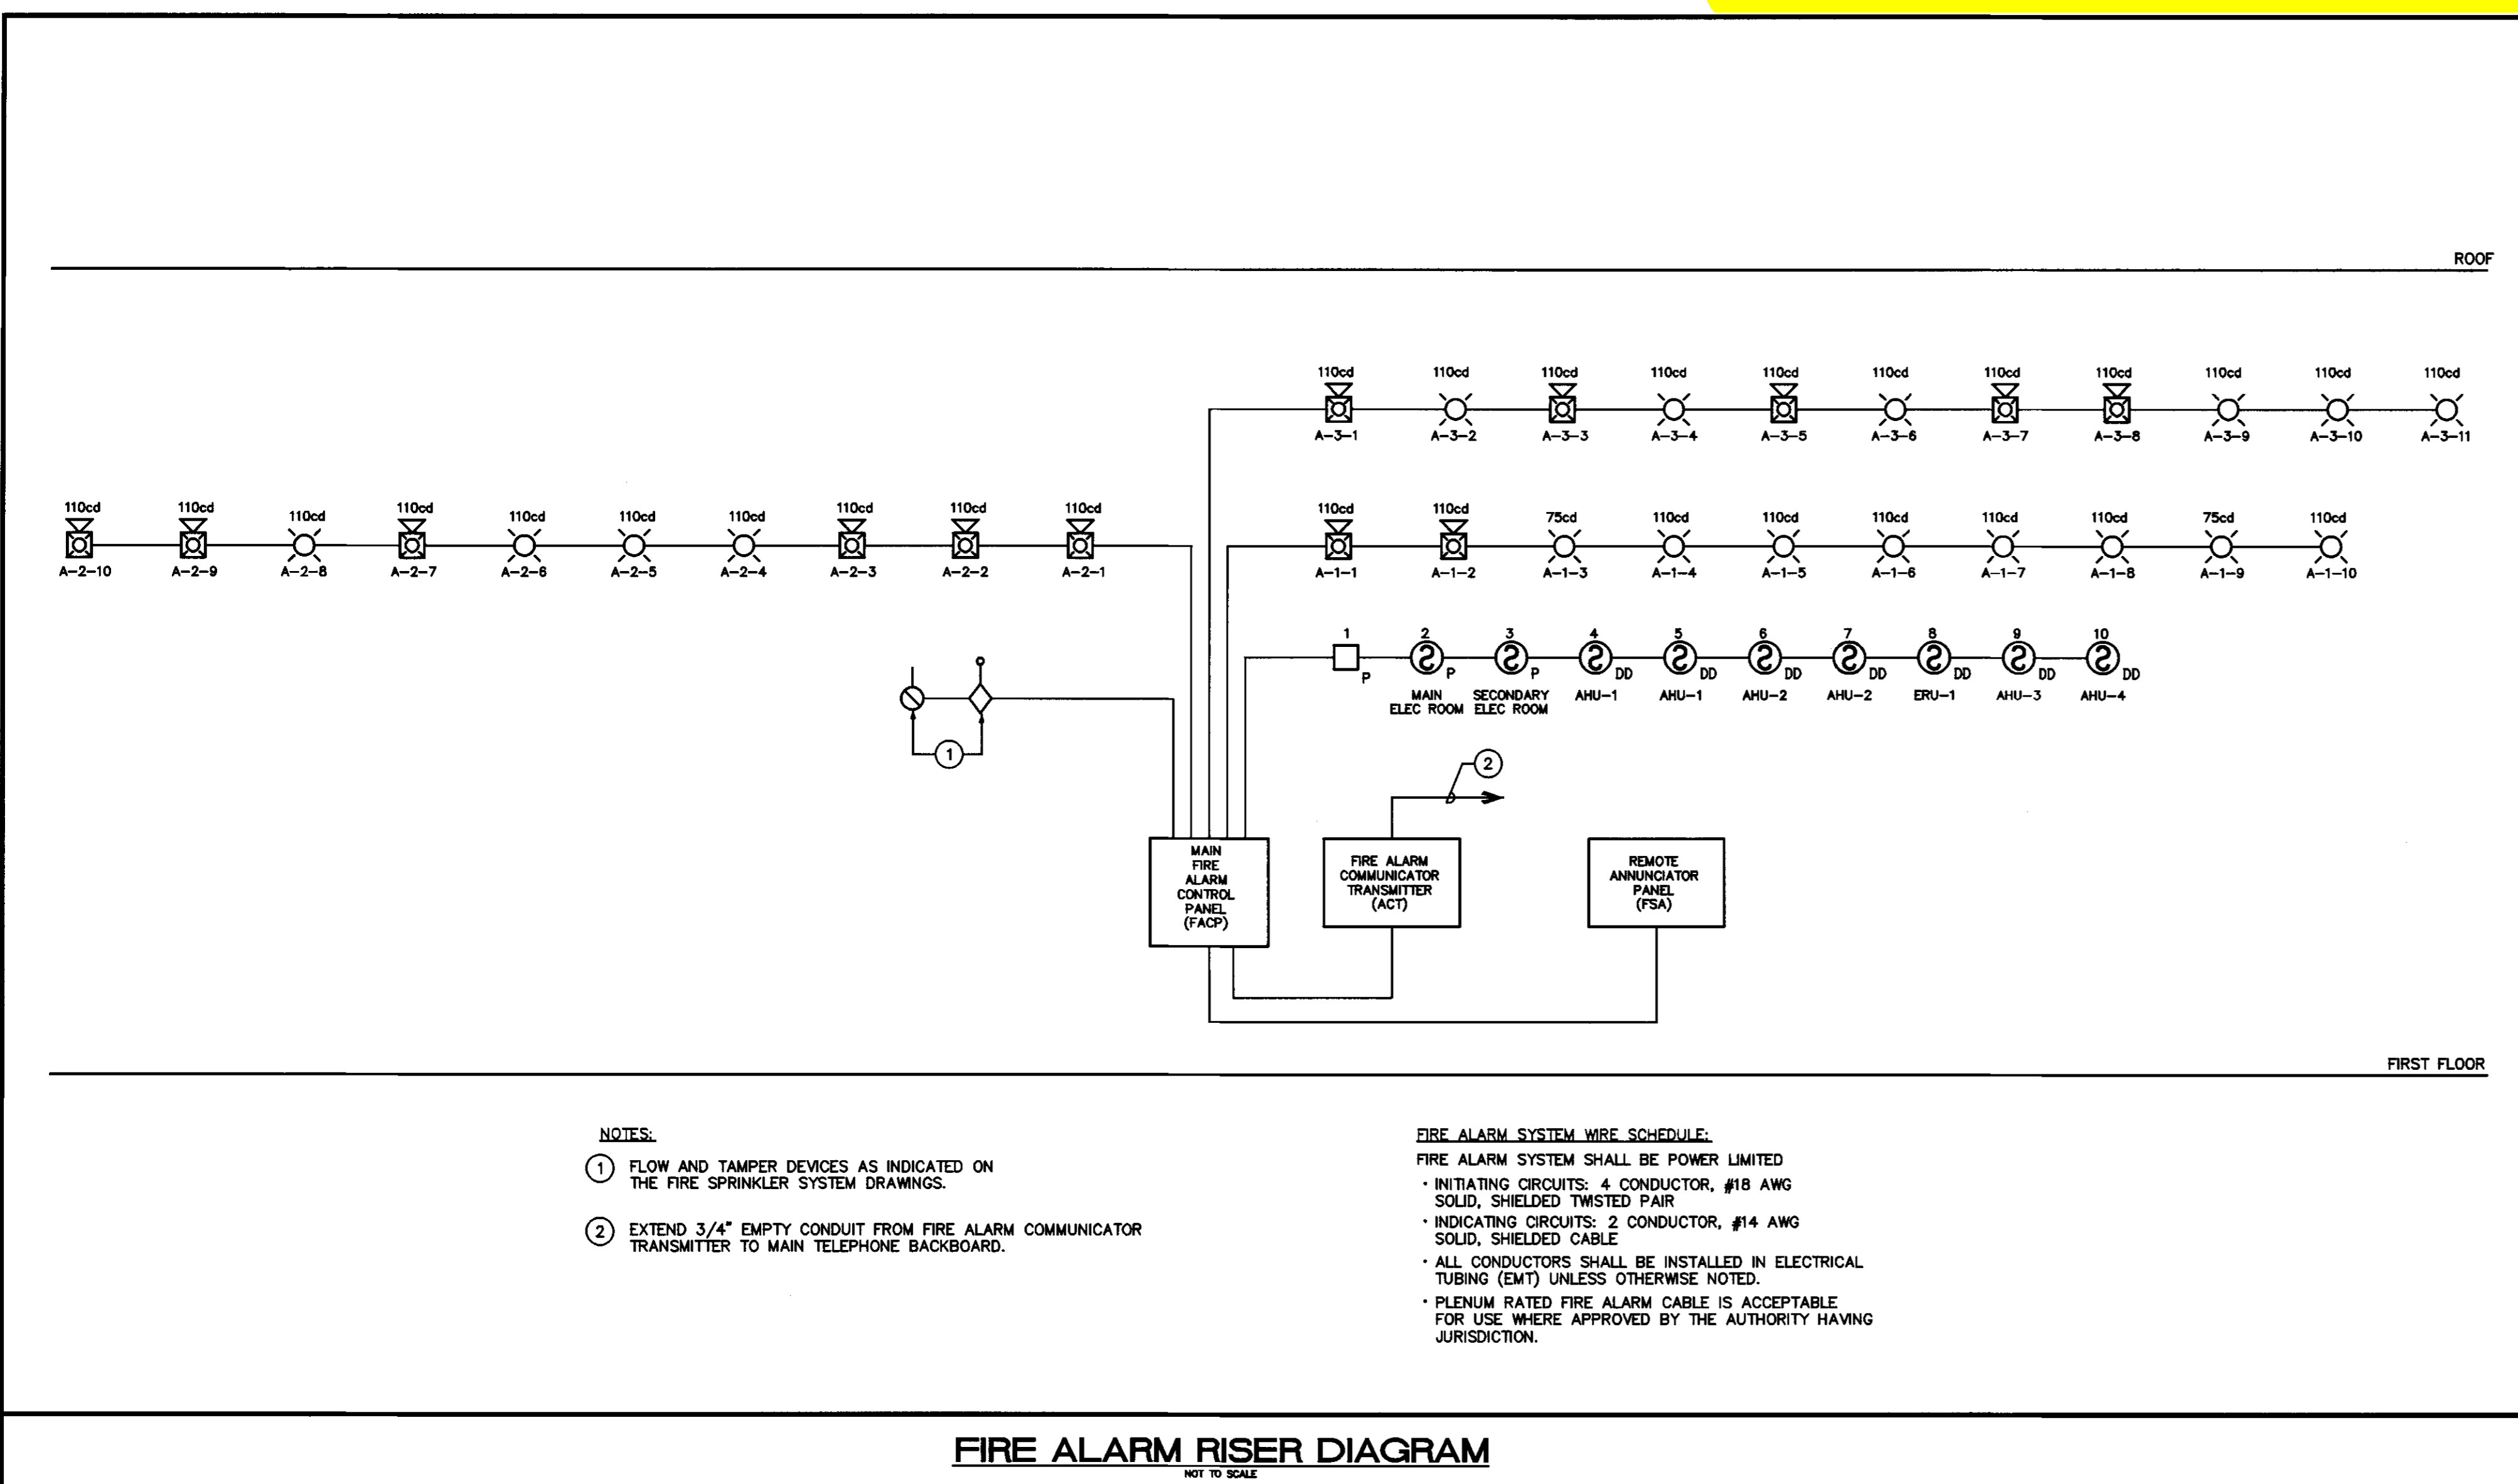 ROOF
110cd 110cd 110cd 110cd 110cd 110cd 110cd 110cd 110cd 110cd 110cd
A-3-1 A-3-2 A-3-3 A-3-4 A-3-5 A-3-6 A-3-7 A-3-8 A-3-9 A-3-10 A-3-11
110cd 110cd 110cd 110cd 110cd 110cd 110cd 110cd 110cd 110cd
A-2-10 A-2-9 A-2-8 A-2-7 A-2-6 A-2-5 A-2-4 A-2-3 A-2-2 A-2-1
110cd 110cd 75cd 110cd 110cd 110cd 110cd 110cd 75cd 110cd
A-1-1 A-1-2 A-1-3 A-1-4 A-1-5 A-1-6 A-1-7 A-1-8 A-1-9 A-1-10
1 2 3 4 5 6 7 8 9 10
P P P DD DD DD DD DD DD DD
MAIN
ELEC ROOM
SECONDARY
ELEC ROOM
AHU-1 AHU-1 AHU-2 AHU-2 ERU-1 AHU-3 AHU-4
1
2
MAIN
FIRE
ALARM
CONTROL
PANEL
(FACP)
FIRE ALARM
COMMUNICATOR
TRANSMITTER
(ACT)
REMOTE
ANNUNCIATOR
PANEL
(FSA)
FIRST FLOOR
NOTES:
1 FLOW AND TAMPER DEVICES AS INDICATED ON
THE FIRE SPRINKLER SYSTEM DRAWINGS.
2 EXTEND 3/4" EMPTY CONDUIT FROM FIRE ALARM COMMUNICATOR
TRANSMITTER TO MAIN TELEPHONE BACKBOARD.
FIRE ALARM SYSTEM WIRE SCHEDULE:
FIRE ALARM SYSTEM SHALL BE POWER LIMITED
· INITIATING CIRCUITS: 4 CONDUCTOR, #18 AWG
SOLID, SHIELDED TWISTED PAIR
· INDICATING CIRCUITS: 2 CONDUCTOR, #14 AWG
SOLID, SHIELDED CABLE
· ALL CONDUCTORS SHALL BE INSTALLED IN ELECTRICAL
TUBING (EMT) UNLESS OTHERWISE NOTED.
· PLENUM RATED FIRE ALARM CABLE IS ACCEPTABLE
FOR USE WHERE APPROVED BY THE AUTHORITY HAVING
JURISDICTION.
FIRE ALARM RISER DIAGRAM
NOT TO SCALE